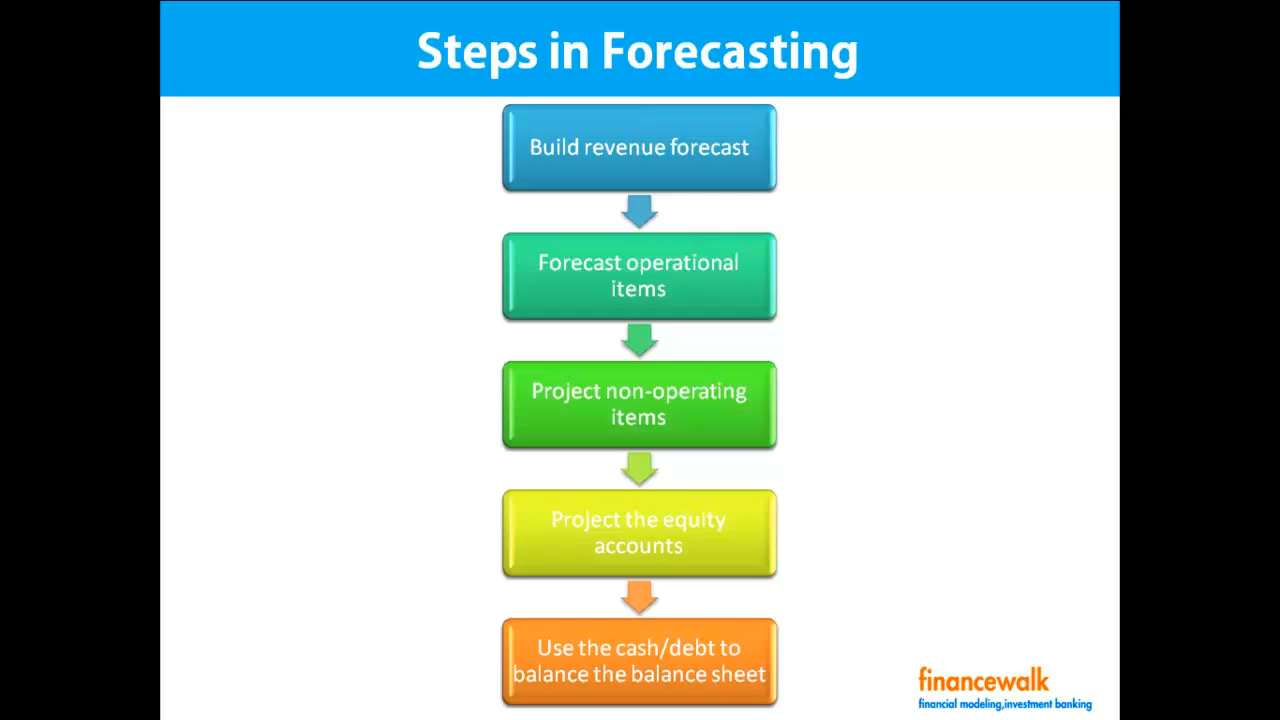 Steps in Forecasting
Build revenue forecast
Forecast operational
items
Project non-operating
items
Project the equity
accounts
Use the cash/debt to
balance the balance sheet
financewalk
financial modeling,investment banking